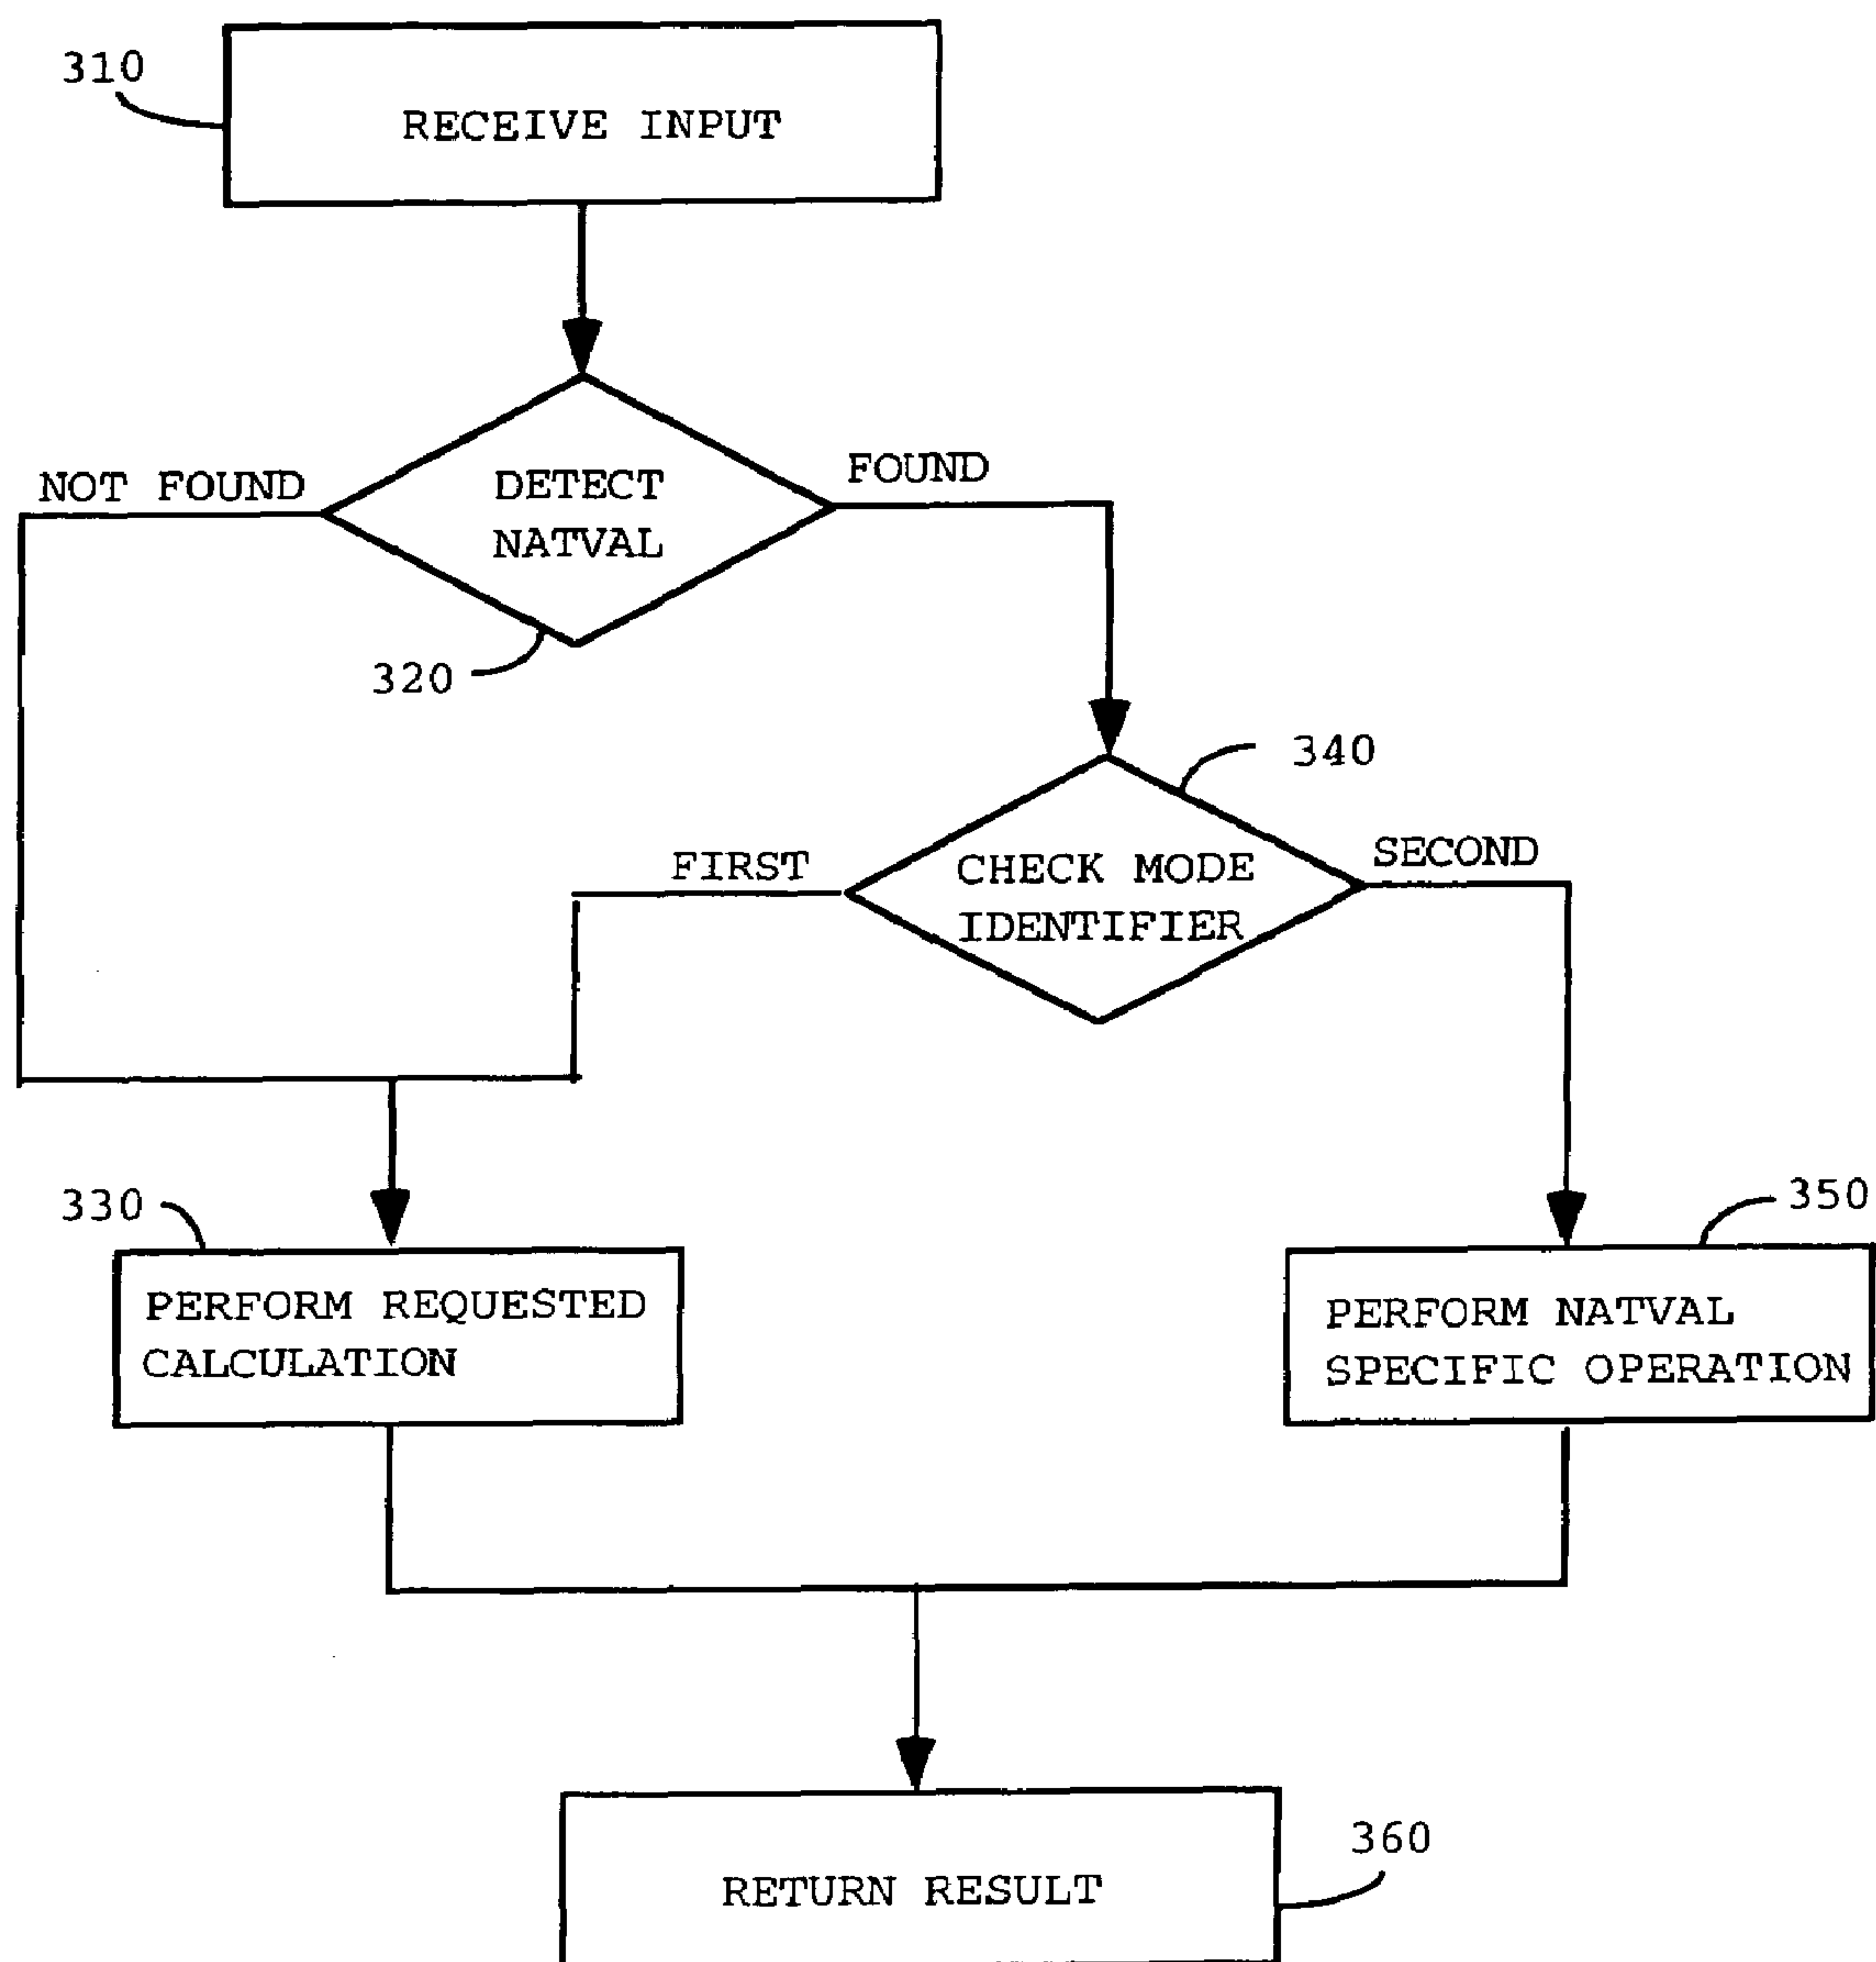 310
RECEIVE INPUT
NOT FOUND
DETECT
NATVAL
FOUND
320
340
FIRST
CHECK MODE
IDENTIFIER
SECOND
330
350
PERFORM REQUESTED
CALCULATION
PERFORM NATVAL
SPECIFIC OPERATION
360
RETURN RESULT